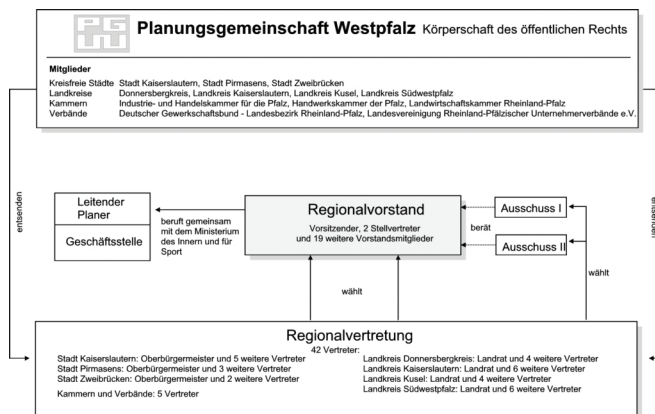 PG
Planungsgemeinschaft Westpfalz Körperschaft des öffentlichen Rechts
Mitglieder
Kreisfreie Städte Stadt Kaiserslautern, Stadt Pirmasens, Stadt Zweibrücken
Landkreise Donnersbergkreis, Landkreis Kaiserslautern, Landkreis Kusel, Landkreis Südwestpfalz
Kammern Industrie- und Handelskammer für die Pfalz, Handwerkskammer der Pfalz, Landwirtschaftskammer Rheinland-Pfalz
Verbände Deutscher Gewerkschaftsbund - Landesbezirk Rheinland-Pfalz, Landesvereinigung Rheinland-Pfälzischer Unternehmerverbände e.V.
entsenden
entsenden
Leitender
Planer
Geschäftsstelle
beruft gemeinsam
mit dem Ministerium
des Innern und für
Sport
Regionalvorstand
Vorsitzender, 2 Stellvertreter
und 19 weitere Vorstandsmitglieder
berät
Ausschuss I
Ausschuss II
wählt
wählt
Regionalvertretung
42 Vertreter:
Stadt Kaiserslautern: Oberbürgermeister und 5 weitere Vertreter
Stadt Pirmasens: Oberbürgermeister und 3 weitere Vertreter
Stadt Zweibrücken: Oberbürgermeister und 2 weitere Vertreter
Kammern und Verbände: 5 Vertreter
Landkreis Donnersbergkreis: Landrat und 4 weitere Vertreter
Landkreis Kaiserslautern: Landrat und 6 weitere Vertreter
Landkreis Kusel: Landrat und 4 weitere Vertreter
Landkreis Südwestpfalz: Landrat und 6 weitere Vertreter